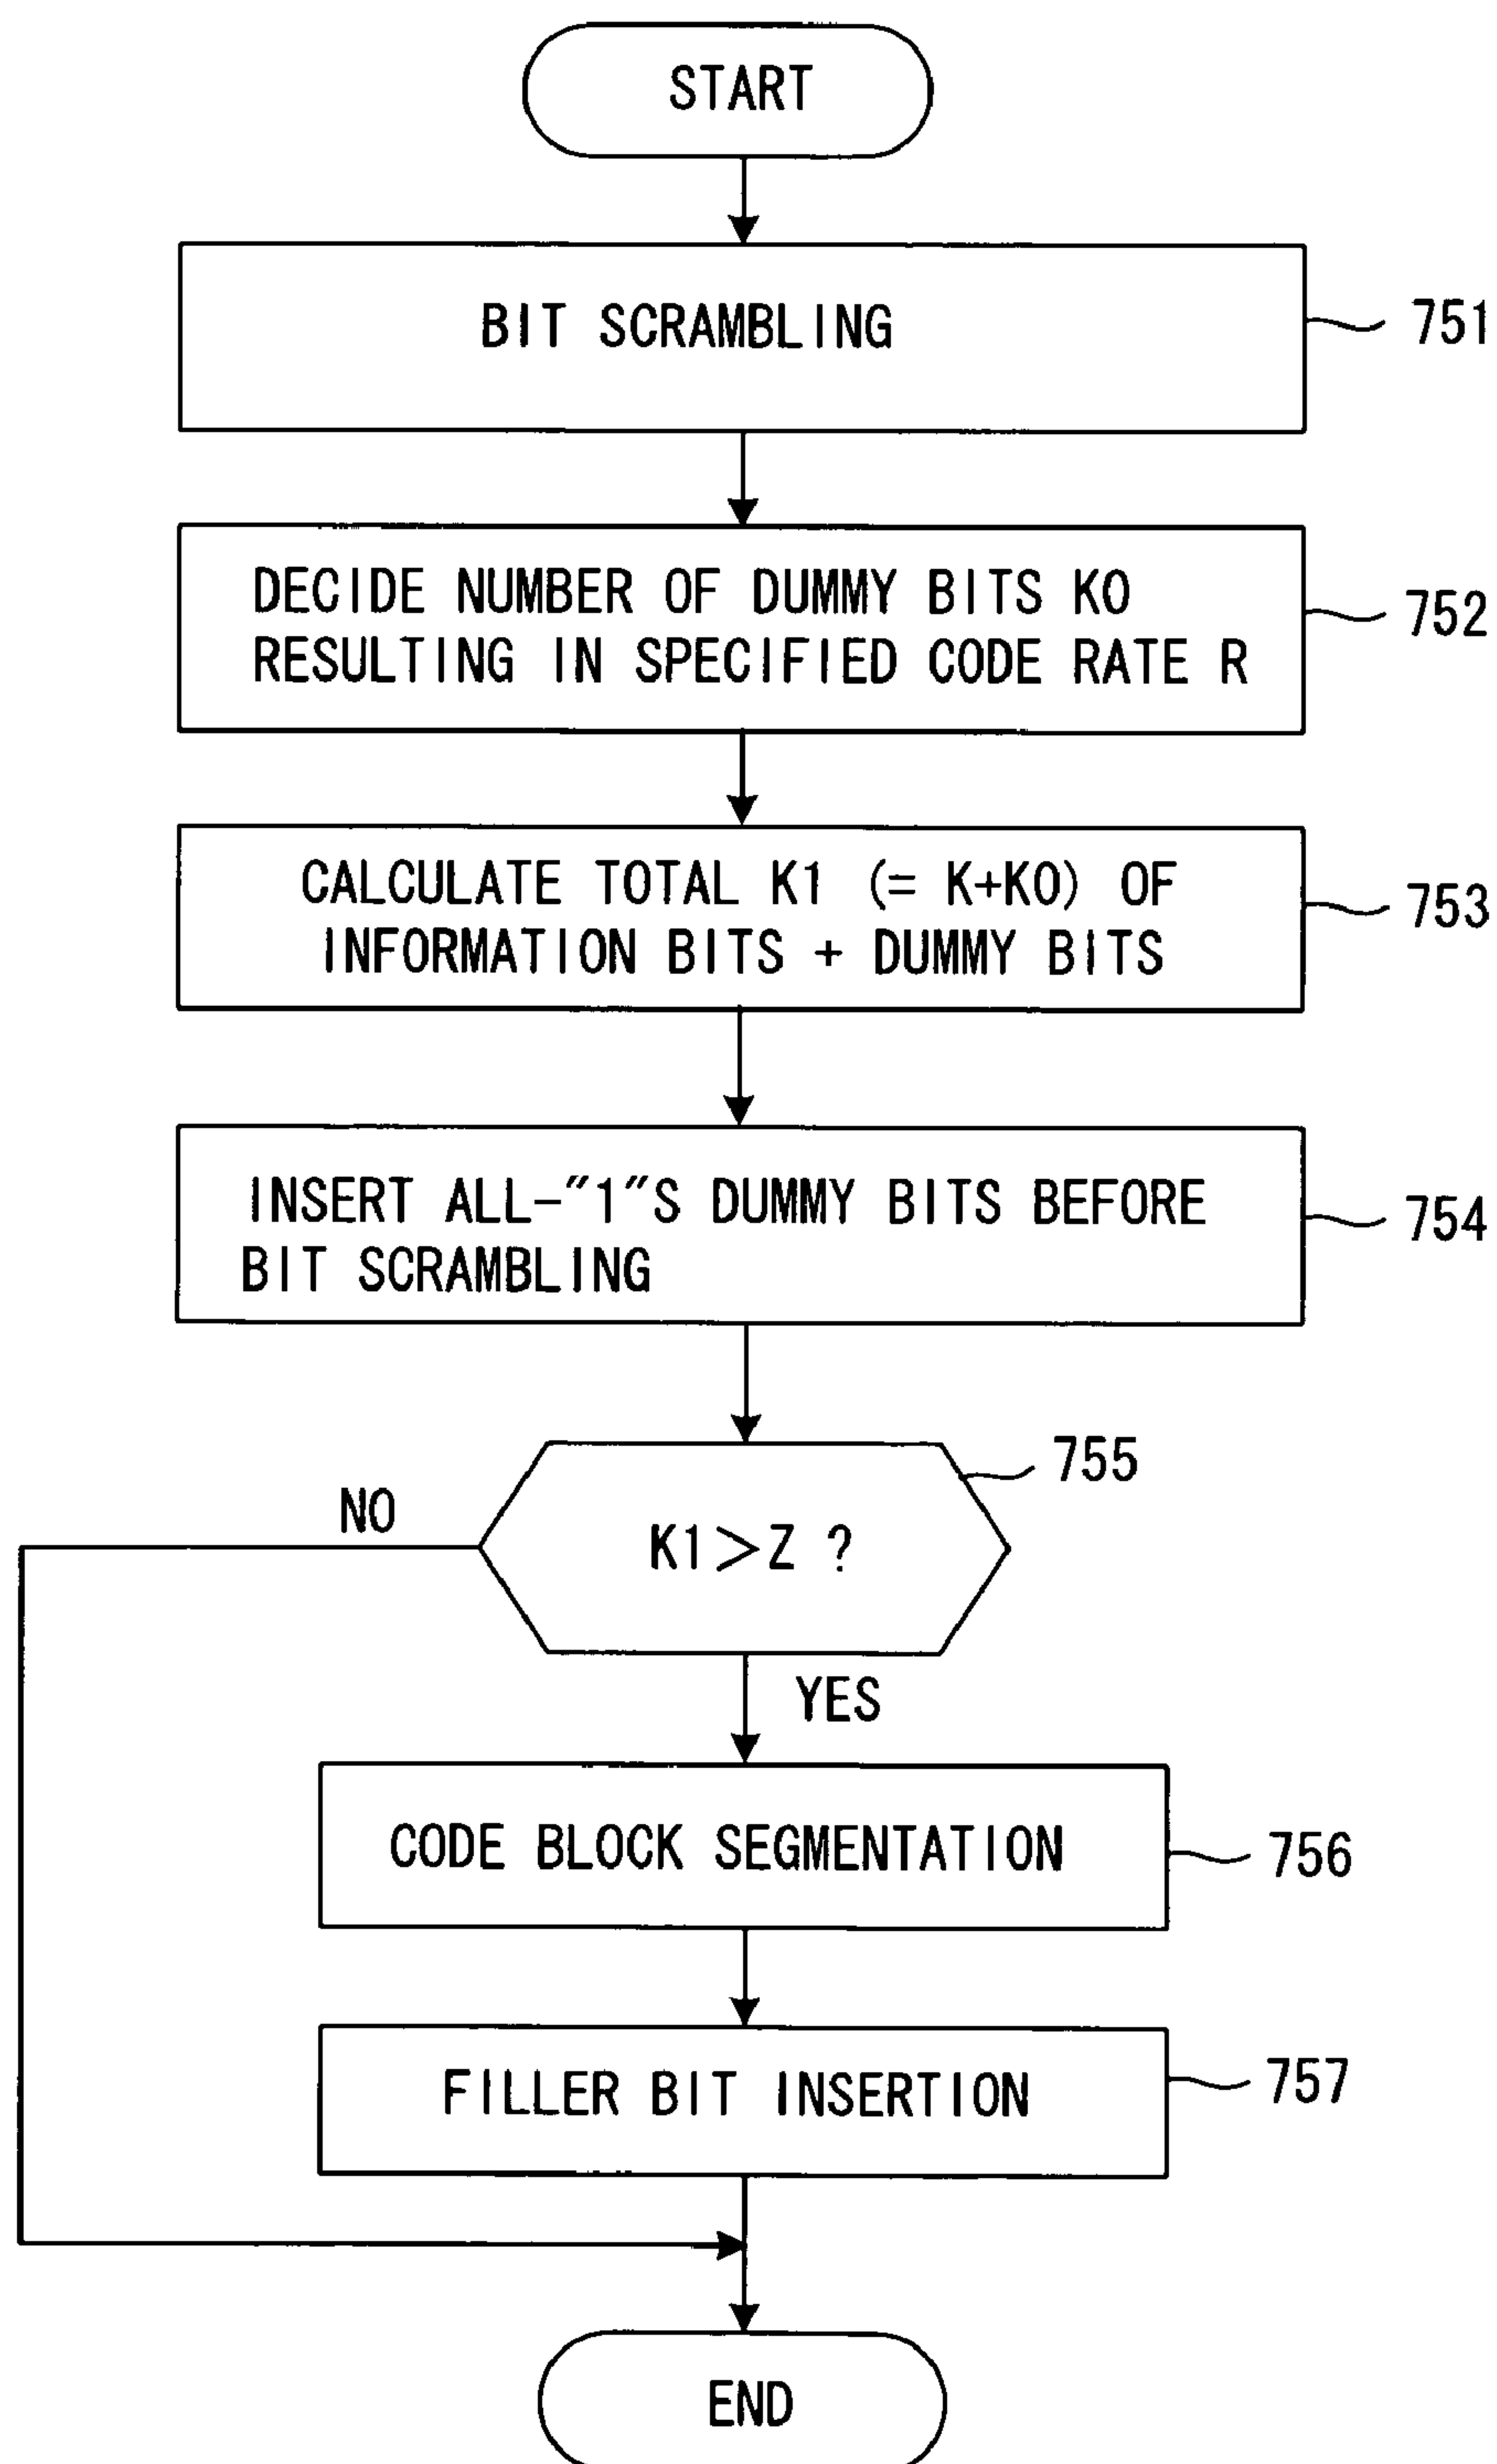 START
BIT SCRAMBLING
751
DECIDE NUMBER OF DUMMY BITS K0
RESULTING IN SPECIFIED CODE RATE R
752
CALCULATE TOTAL K1 (= K+K0) OF
INFORMATION BITS + DUMMY BITS
753
INSERT ALL-"1"S DUMMY BITS BEFORE
BIT SCRAMBLING
754
755
NO
K1>Z ?
YES
CODE BLOCK SEGMENTATION
756
FILLER BIT INSERTION
757
END